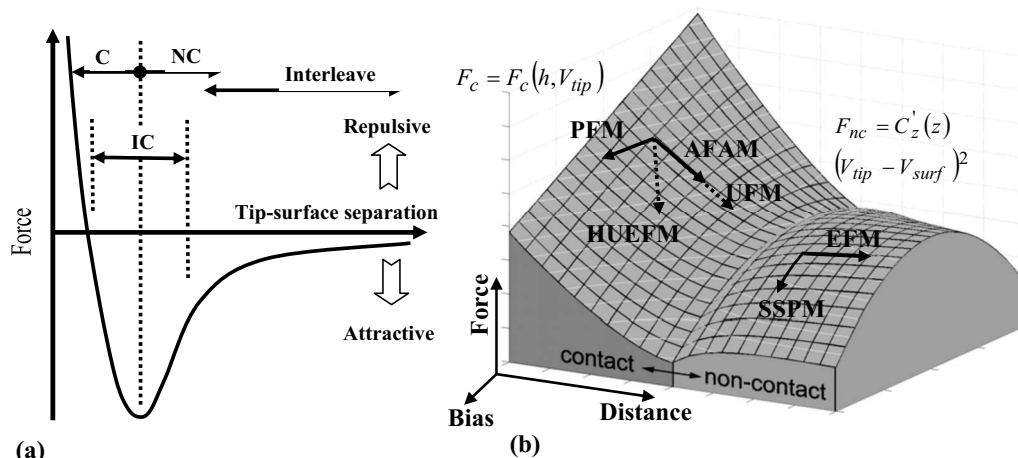 C
NC
Interleave
Repulsive
IC
Tip-surface separation
Force
Attractive
(a)
F_c = F_c(h, V_tip)
F_nc = C'_z(z)
(V_tip − V_surf)^2
PFM
AFAM
UFM
HUEFM
EFM
SSPM
Force
contact
non-contact
Bias
Distance
(b)